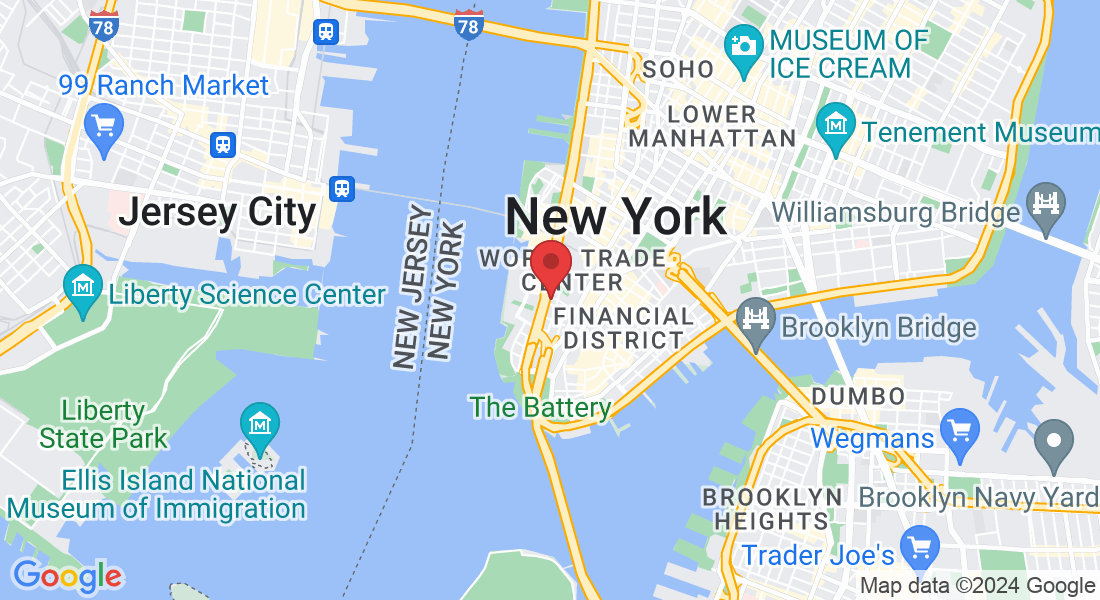 78
78
MUSEUM OF
ICE CREAM
SOHO
99 Ranch Market
LOWER
MANHATTAN
Tenement Museum
Jersey City
New York
Williamsburg Bridge
NEW JERSEY
NEW YORK
WORLD TRADE
CENTER
Liberty Science Center
FINANCIAL
DISTRICT
Brooklyn Bridge
The Battery
DUMBO
Liberty
State Park
Wegmans
Ellis Island National
Museum of Immigration
BROOKLYN
HEIGHTS
Brooklyn Navy Yard
Trader Joe's
Google
Map data ©2024 Google